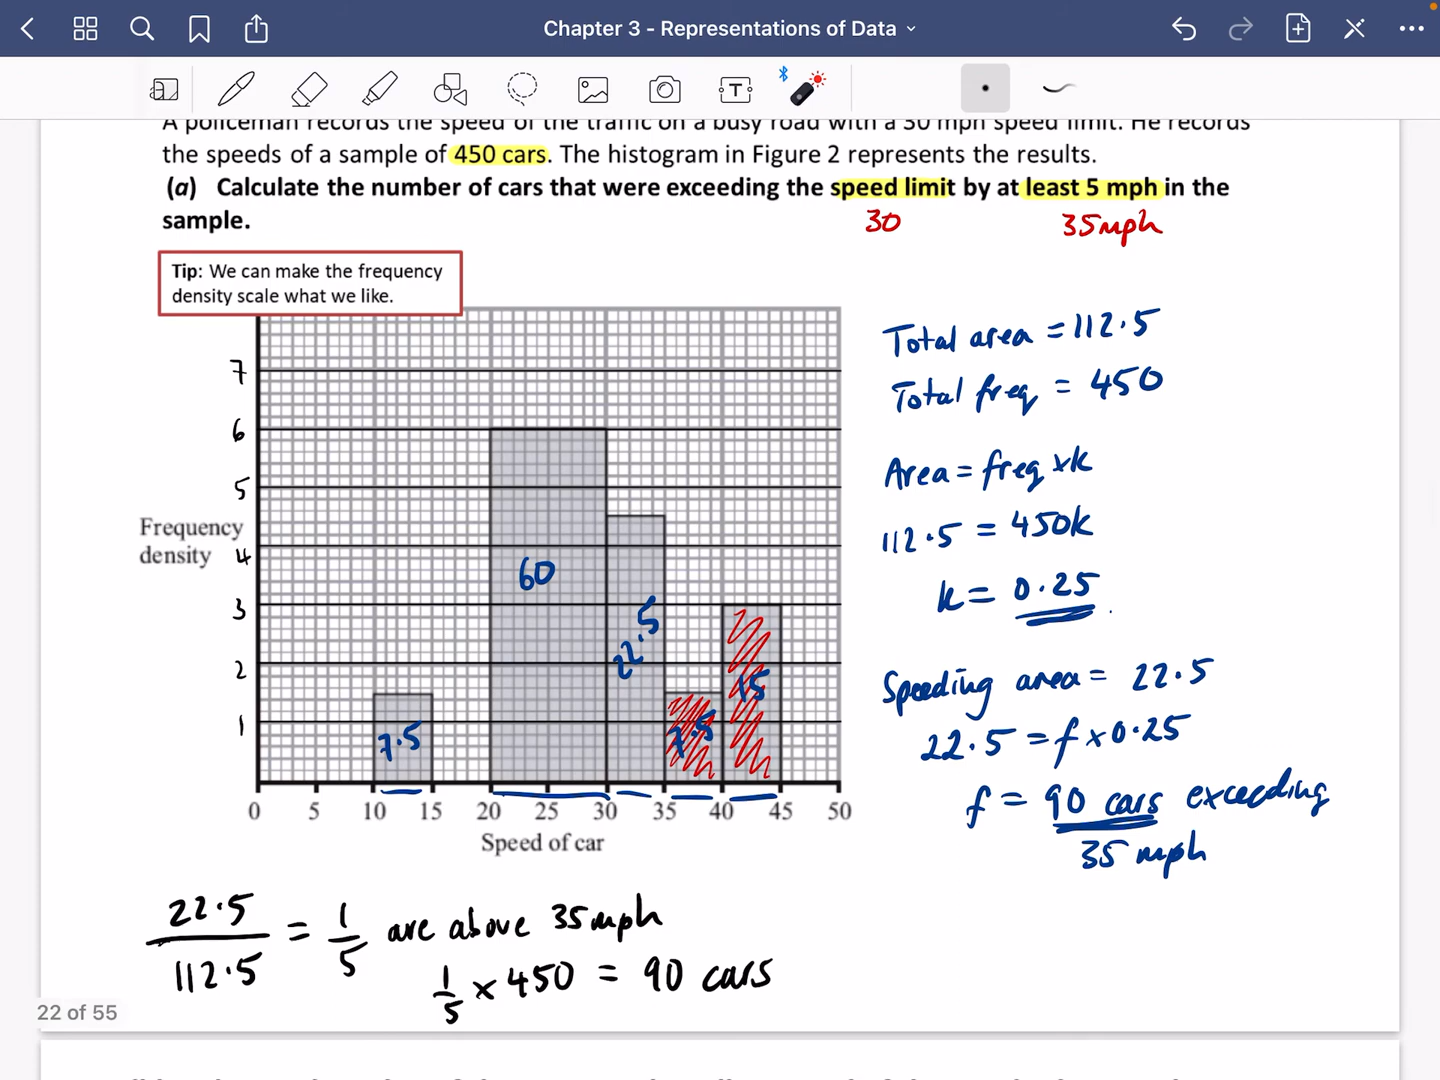 Chapter 3 - Representations of Data
A policeman records the speed of the traffic on a busy road with a 30 mph speed limit. He records
the speeds of a sample of 450 cars. The histogram in Figure 2 represents the results.
(a) Calculate the number of cars that were exceeding the speed limit by at least 5 mph in the
sample.
30
35mph
Tip: We can make the frequency
density scale what we like.
7
6
5
4
3
2
1
Frequency
density
60
22.5
7.5
7.5
15
0 5 10 15 20 25 30 35 40 45 50
Speed of car
Total area = 112.5
Total freq = 450
Area = freq x k
112.5 = 450k
k = 0.25
Speeding area = 22.5
22.5 = f x 0.25
f = 90 cars exceeding
35 mph
22.5
112.5
= 1/5 are above 35mph
1/5 x 450 = 90 cars
22 of 55